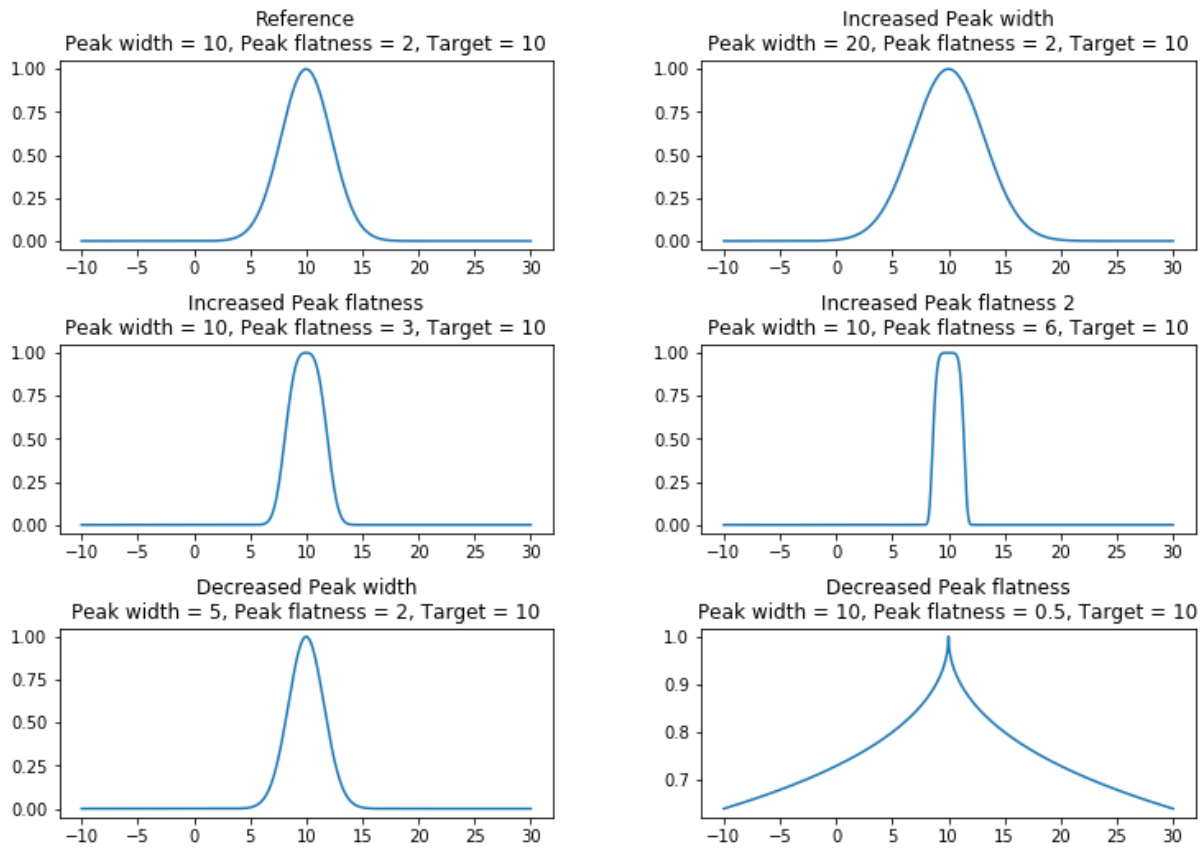 Reference
Peak width = 10, Peak flatness = 2, Target = 10
1.00
0.75
0.50
0.25
0.00
−10 −5 0 5 10 15 20 25 30
Increased Peak width
Peak width = 20, Peak flatness = 2, Target = 10
1.00
0.75
0.50
0.25
0.00
−10 −5 0 5 10 15 20 25 30
Increased Peak flatness
Peak width = 10, Peak flatness = 3, Target = 10
1.00
0.75
0.50
0.25
0.00
−10 −5 0 5 10 15 20 25 30
Increased Peak flatness 2
Peak width = 10, Peak flatness = 6, Target = 10
1.00
0.75
0.50
0.25
0.00
−10 −5 0 5 10 15 20 25 30
Decreased Peak width
Peak width = 5, Peak flatness = 2, Target = 10
1.00
0.75
0.50
0.25
0.00
−10 −5 0 5 10 15 20 25 30
Decreased Peak flatness
Peak width = 10, Peak flatness = 0.5, Target = 10
1.0
0.9
0.8
0.7
−10 −5 0 5 10 15 20 25 30